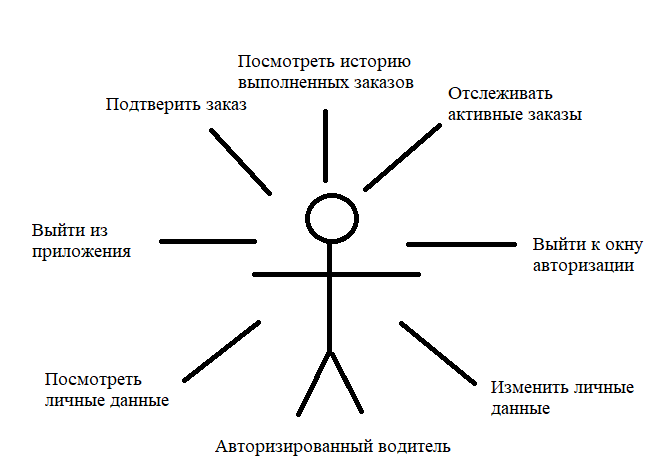 Посмотреть историю
выполненных заказов
Подтверить заказ
Отслеживать
активные заказы
Выйти из
приложения
Выйти к окну
авторизации
Посмотреть
личные данные
Изменить личные
данные
Авторизированный водитель